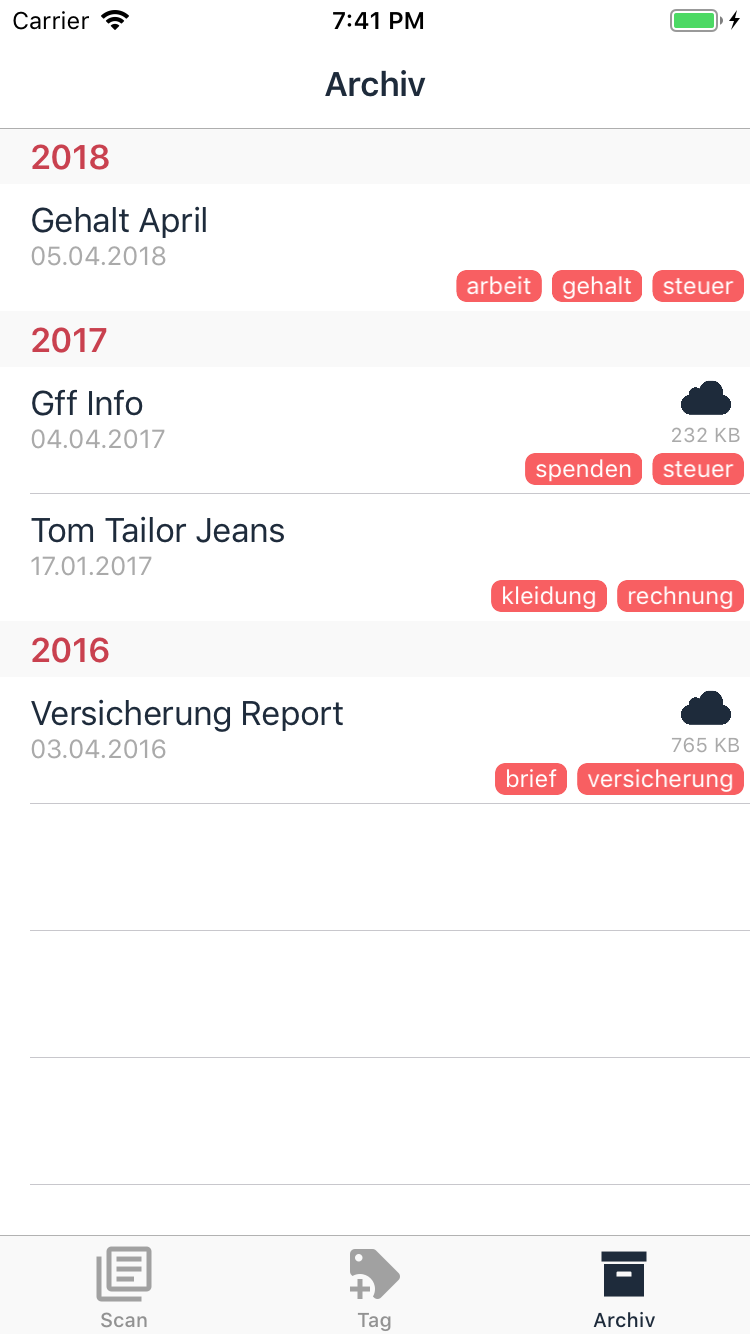 Carrier 7:41 PM
Archiv
2018
Gehalt April
05.04.2018
arbeit gehalt steuer
2017
Gff Info
04.04.2017
232 KB
spenden steuer
Tom Tailor Jeans
17.01.2017
kleidung rechnung
2016
Versicherung Report
03.04.2016
765 KB
brief versicherung
Scan Tag Archiv